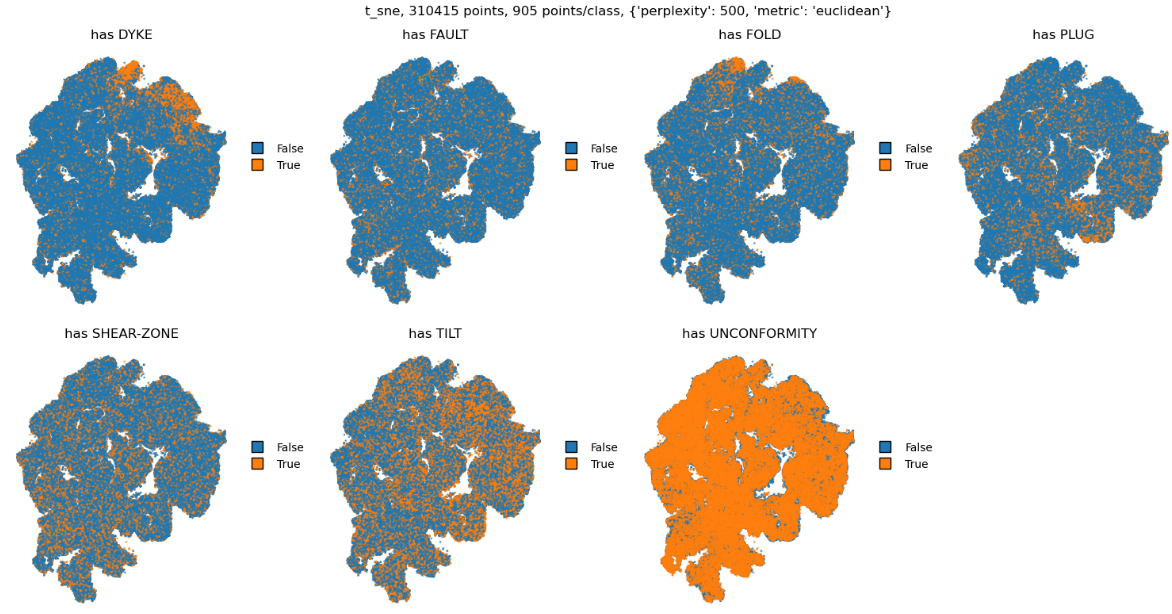 t_sne, 310415 points, 905 points/class, {'perplexity': 500, 'metric': 'euclidean'}
has DYKE
False
True
has FAULT
False
True
has FOLD
False
True
has PLUG
False
True
has SHEAR-ZONE
False
True
has TILT
False
True
has UNCONFORMITY
False
True